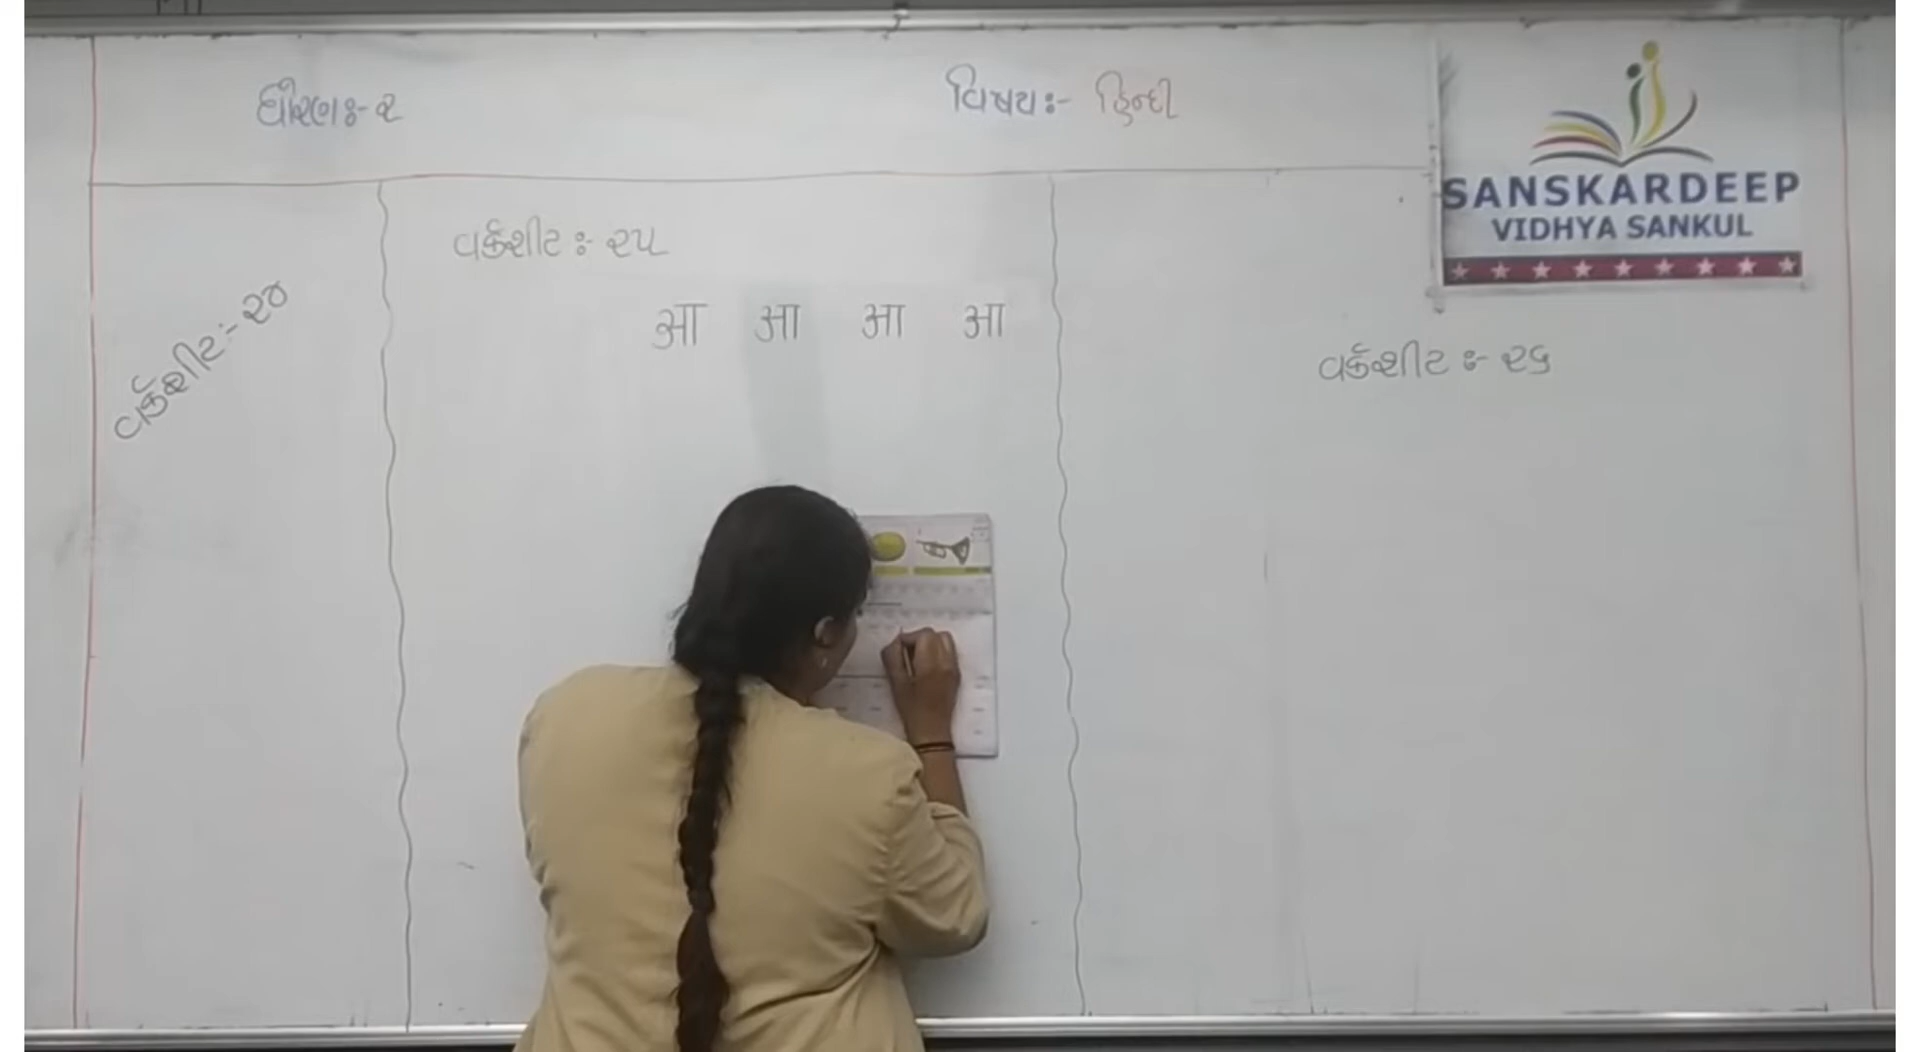 ધોરણઃ- ૨
વિષયઃ- હિન્દી
SANSKARDEEP
VIDHYA SANKUL
વર્કશીટઃ- ૨૪
વર્કશીટઃ- ૨૫
आ आ आ आ
વર્કશીટઃ- ૨૬